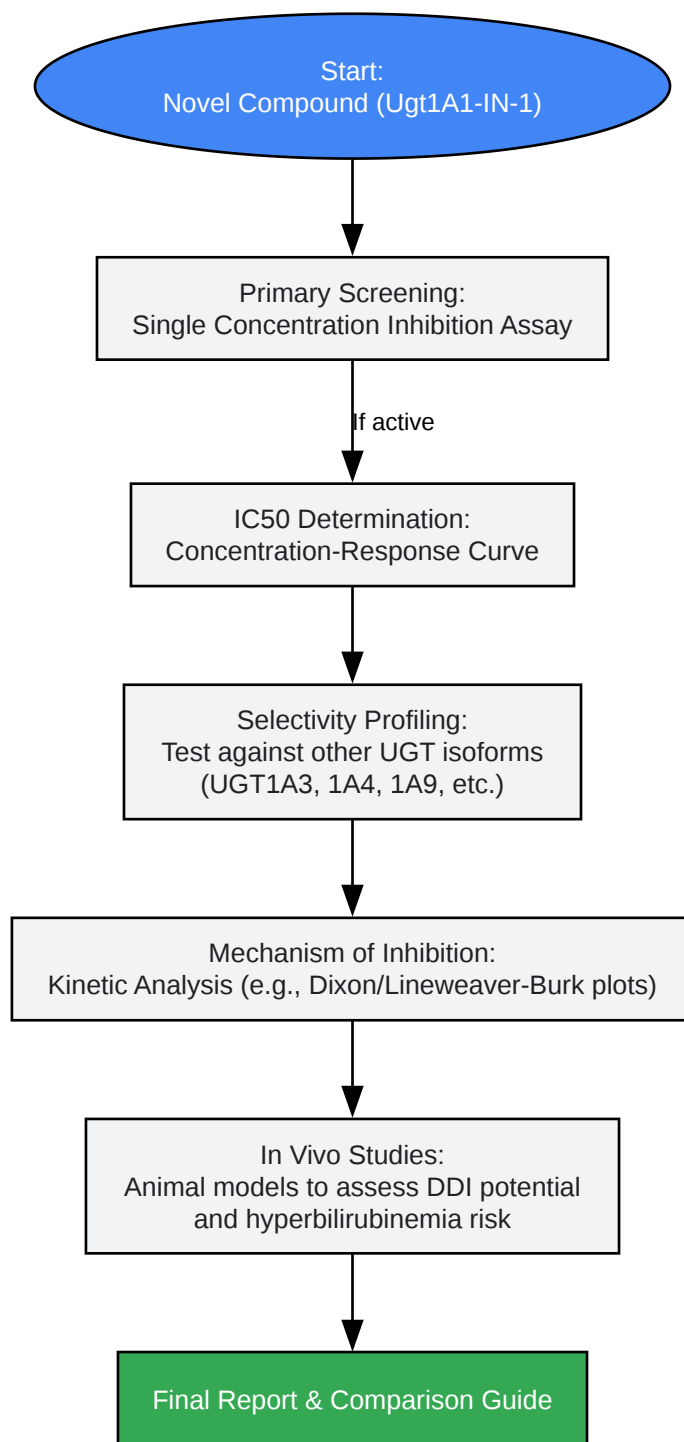 Start:
Novel Compound (Ugt1A1-IN-1)
Primary Screening:
Single Concentration Inhibition Assay
If active
IC50 Determination:
Concentration-Response Curve
Selectivity Profiling:
Test against other UGT isoforms
(UGT1A3, 1A4, 1A9, etc.)
Mechanism of Inhibition:
Kinetic Analysis (e.g., Dixon/Lineweaver-Burk plots)
In Vivo Studies:
Animal models to assess DDI potential
and hyperbilirubinemia risk
Final Report & Comparison Guide